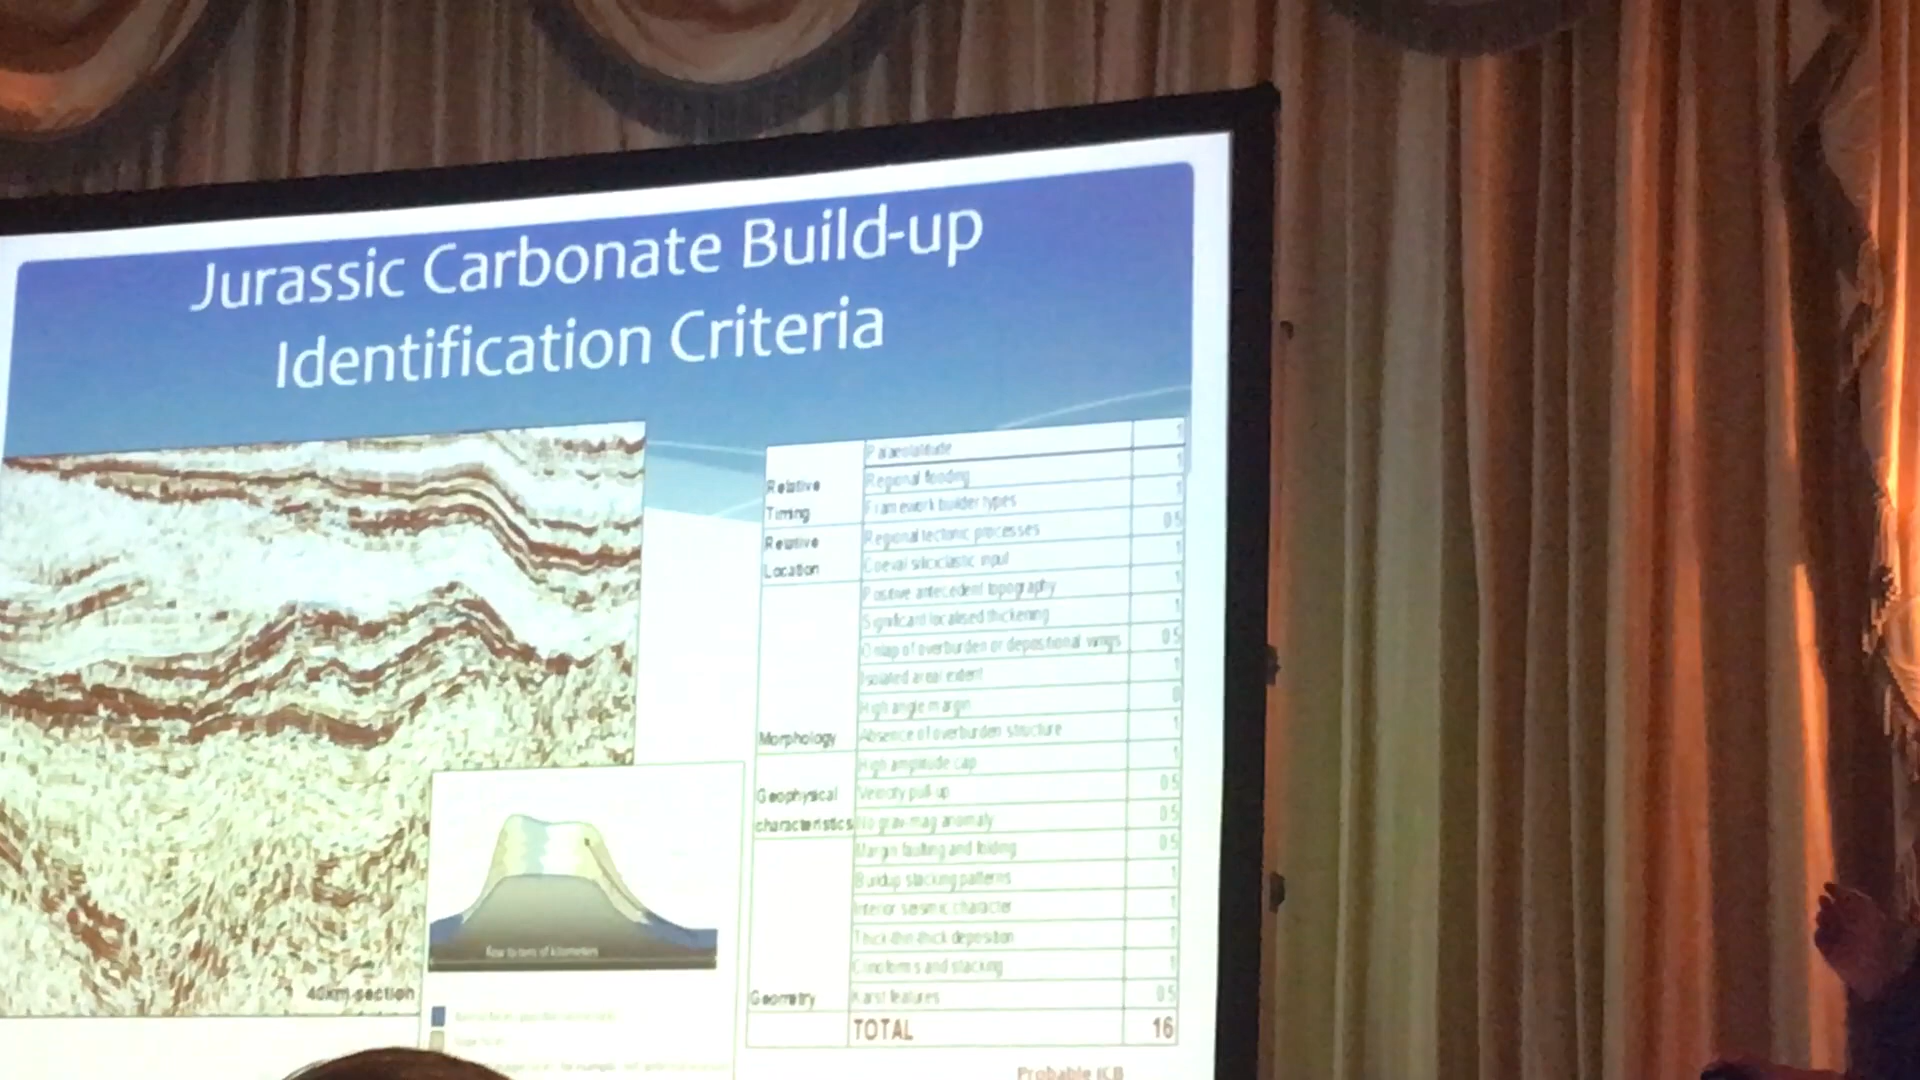 Jurassic Carbonate Build-up
Identification Criteria
Relative
Timing
Palaeolatitude 1
Regional flooding 1
Framework builder types 1
Relative
Location
Regional tectonic processes 0.5
Coeval siliciclastic input 1
Morphology
Positive antecedent topography 1
Significant localised thickening 1
Onlap of overburden or depositional wings 0.5
Isolated areal extent 1
High angle margin 0
Absence of overburden structure 1
Geophysical
characteristics
High amplitude cap 1
Velocity pull up 0.5
No grav-mag anomaly 0.5
Geometry
Margin faulting and folding 0.5
Buildup stacking patterns 1
Interior seismic character 1
Thick-thin-thick deposition 1
Clinoforms and stacking 1
Karst features 0.5
TOTAL 16
Probable ICB
40km section
Few to tens of kilometers